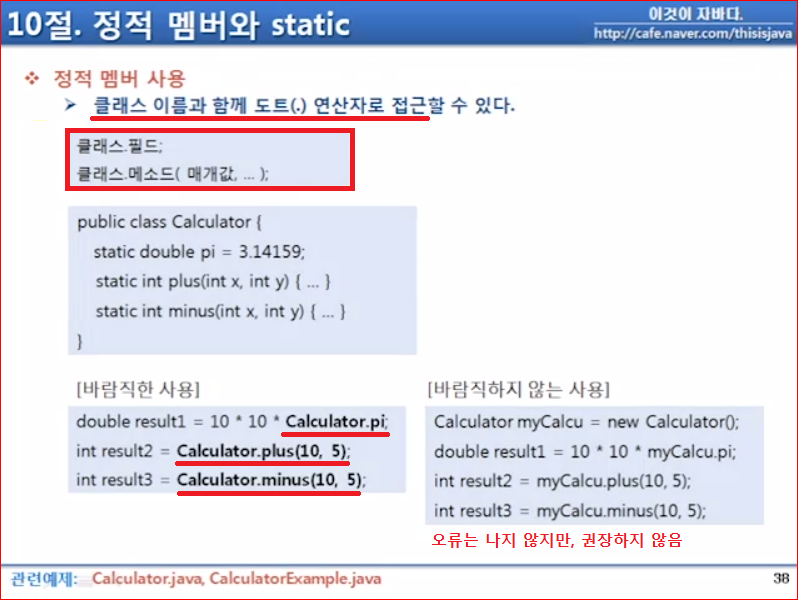 10절. 정적 멤버와 static
이것이 자바다.
http://cafe.naver.com/thisisjava
❖ 정적 멤버 사용
➢ 클래스 이름과 함께 도트(.) 연산자로 접근할 수 있다.
클래스.필드;
클래스.메소드( 매개값, ... );
public class Calculator {
static double pi = 3.14159;
static int plus(int x, int y) { ... }
static int minus(int x, int y) { ... }
}
[바람직한 사용]
double result1 = 10 * 10 * Calculator.pi;
int result2 = Calculator.plus(10, 5);
int result3 = Calculator.minus(10, 5);
[바람직하지 않는 사용]
Calculator myCalcu = new Calculator();
double result1 = 10 * 10 * myCalcu.pi;
int result2 = myCalcu.plus(10, 5);
int result3 = myCalcu.minus(10, 5);
오류는 나지 않지만, 권장하지 않음
관련예제: Calculator.java, CalculatorExample.java
38